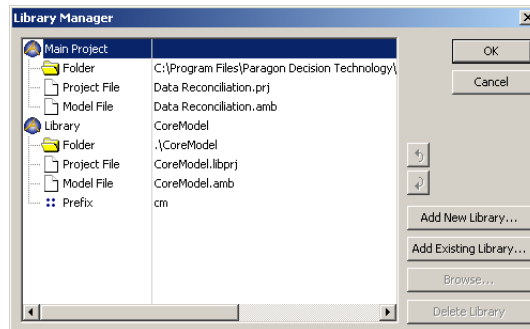 Library Manager
Main Project
Folder C:\Program Files\Paragon Decision Technology\
Project File Data Reconciliation.prj
Model File Data Reconciliation.amb
Library CoreModel
Folder .\CoreModel
Project File CoreModel.libprj
Model File CoreModel.amb
Prefix cm
OK
Cancel
Add New Library...
Add Existing Library...
Browse...
Delete Library